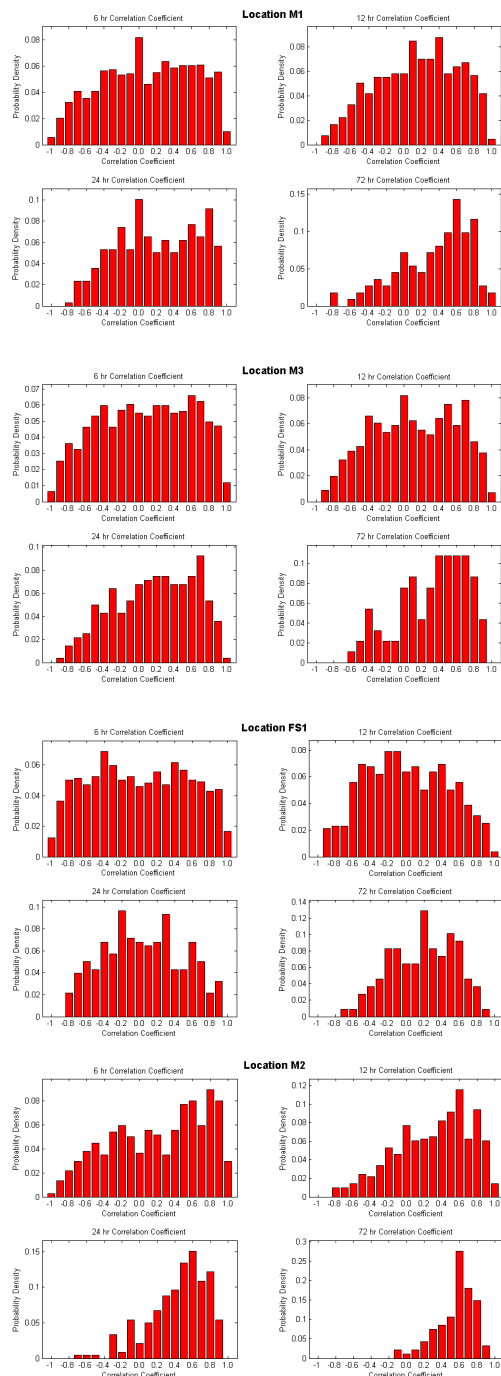 Location M1
6 hr Correlation Coefficient
Probability Density
0.08
0.06
0.04
0.02
0
-1 -0.8 -0.6 -0.4 -0.2 0.0 0.2 0.4 0.6 0.8 1.0
Correlation Coefficient
12 hr Correlation Coefficient
Probability Density
0.08
0.06
0.04
0.02
0
-1 -0.8 -0.6 -0.4 -0.2 0.0 0.2 0.4 0.6 0.8 1.0
Correlation Coefficient
24 hr Correlation Coefficient
Probability Density
0.1
0.08
0.06
0.04
0.02
0
-1 -0.8 -0.6 -0.4 -0.2 0.0 0.2 0.4 0.6 0.8 1.0
Correlation Coefficient
72 hr Correlation Coefficient
Probability Density
0.15
0.1
0.05
0
-1 -0.8 -0.6 -0.4 -0.2 0.0 0.2 0.4 0.6 0.8 1.0
Correlation Coefficient
Location M3
6 hr Correlation Coefficient
Probability Density
0.07
0.06
0.05
0.04
0.03
0.02
0.01
0
-1 -0.8 -0.6 -0.4 -0.2 0.0 0.2 0.4 0.6 0.8 1.0
Correlation Coefficient
12 hr Correlation Coefficient
Probability Density
0.08
0.06
0.04
0.02
0
-1 -0.8 -0.6 -0.4 -0.2 0.0 0.2 0.4 0.6 0.8 1.0
Correlation Coefficient
24 hr Correlation Coefficient
Probability Density
0.1
0.08
0.06
0.04
0.02
0
-1 -0.8 -0.6 -0.4 -0.2 0.0 0.2 0.4 0.6 0.8 1.0
Correlation Coefficient
72 hr Correlation Coefficient
Probability Density
0.1
0.08
0.06
0.04
0.02
0
-1 -0.8 -0.6 -0.4 -0.2 0.0 0.2 0.4 0.6 0.8 1.0
Correlation Coefficient
Location FS1
6 hr Correlation Coefficient
Probability Density
0.06
0.04
0.02
0
-1 -0.8 -0.6 -0.4 -0.2 0.0 0.2 0.4 0.6 0.8 1.0
Correlation Coefficient
12 hr Correlation Coefficient
Probability Density
0.08
0.06
0.04
0.02
0
-1 -0.8 -0.6 -0.4 -0.2 0.0 0.2 0.4 0.6 0.8 1.0
Correlation Coefficient
24 hr Correlation Coefficient
Probability Density
0.1
0.08
0.06
0.04
0.02
0
-1 -0.8 -0.6 -0.4 -0.2 0.0 0.2 0.4 0.6 0.8 1.0
Correlation Coefficient
72 hr Correlation Coefficient
Probability Density
0.14
0.12
0.1
0.08
0.06
0.04
0.02
0
-1 -0.8 -0.6 -0.4 -0.2 0.0 0.2 0.4 0.6 0.8 1.0
Correlation Coefficient
Location M2
6 hr Correlation Coefficient
Probability Density
0.08
0.06
0.04
0.02
0
-1 -0.8 -0.6 -0.4 -0.2 0.0 0.2 0.4 0.6 0.8 1.0
Correlation Coefficient
12 hr Correlation Coefficient
Probability Density
0.12
0.1
0.08
0.06
0.04
0.02
0
-1 -0.8 -0.6 -0.4 -0.2 0.0 0.2 0.4 0.6 0.8 1.0
Correlation Coefficient
24 hr Correlation Coefficient
Probability Density
0.15
0.1
0.05
0
-1 -0.8 -0.6 -0.4 -0.2 0.0 0.2 0.4 0.6 0.8 1.0
Correlation Coefficient
72 hr Correlation Coefficient
Probability Density
0.3
0.25
0.2
0.15
0.1
0.05
0
-1 -0.8 -0.6 -0.4 -0.2 0.0 0.2 0.4 0.6 0.8 1.0
Correlation Coefficient